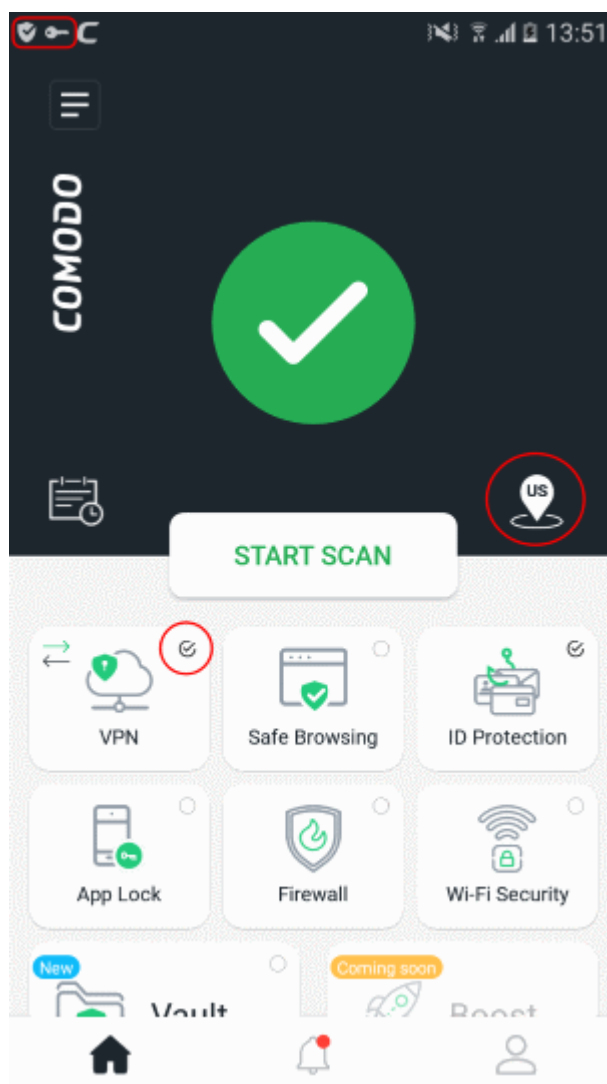 13:51
COMODO
US
START SCAN
VPN
Safe Browsing
ID Protection
App Lock
Firewall
Wi-Fi Security
New
Vault
Coming soon
Boost